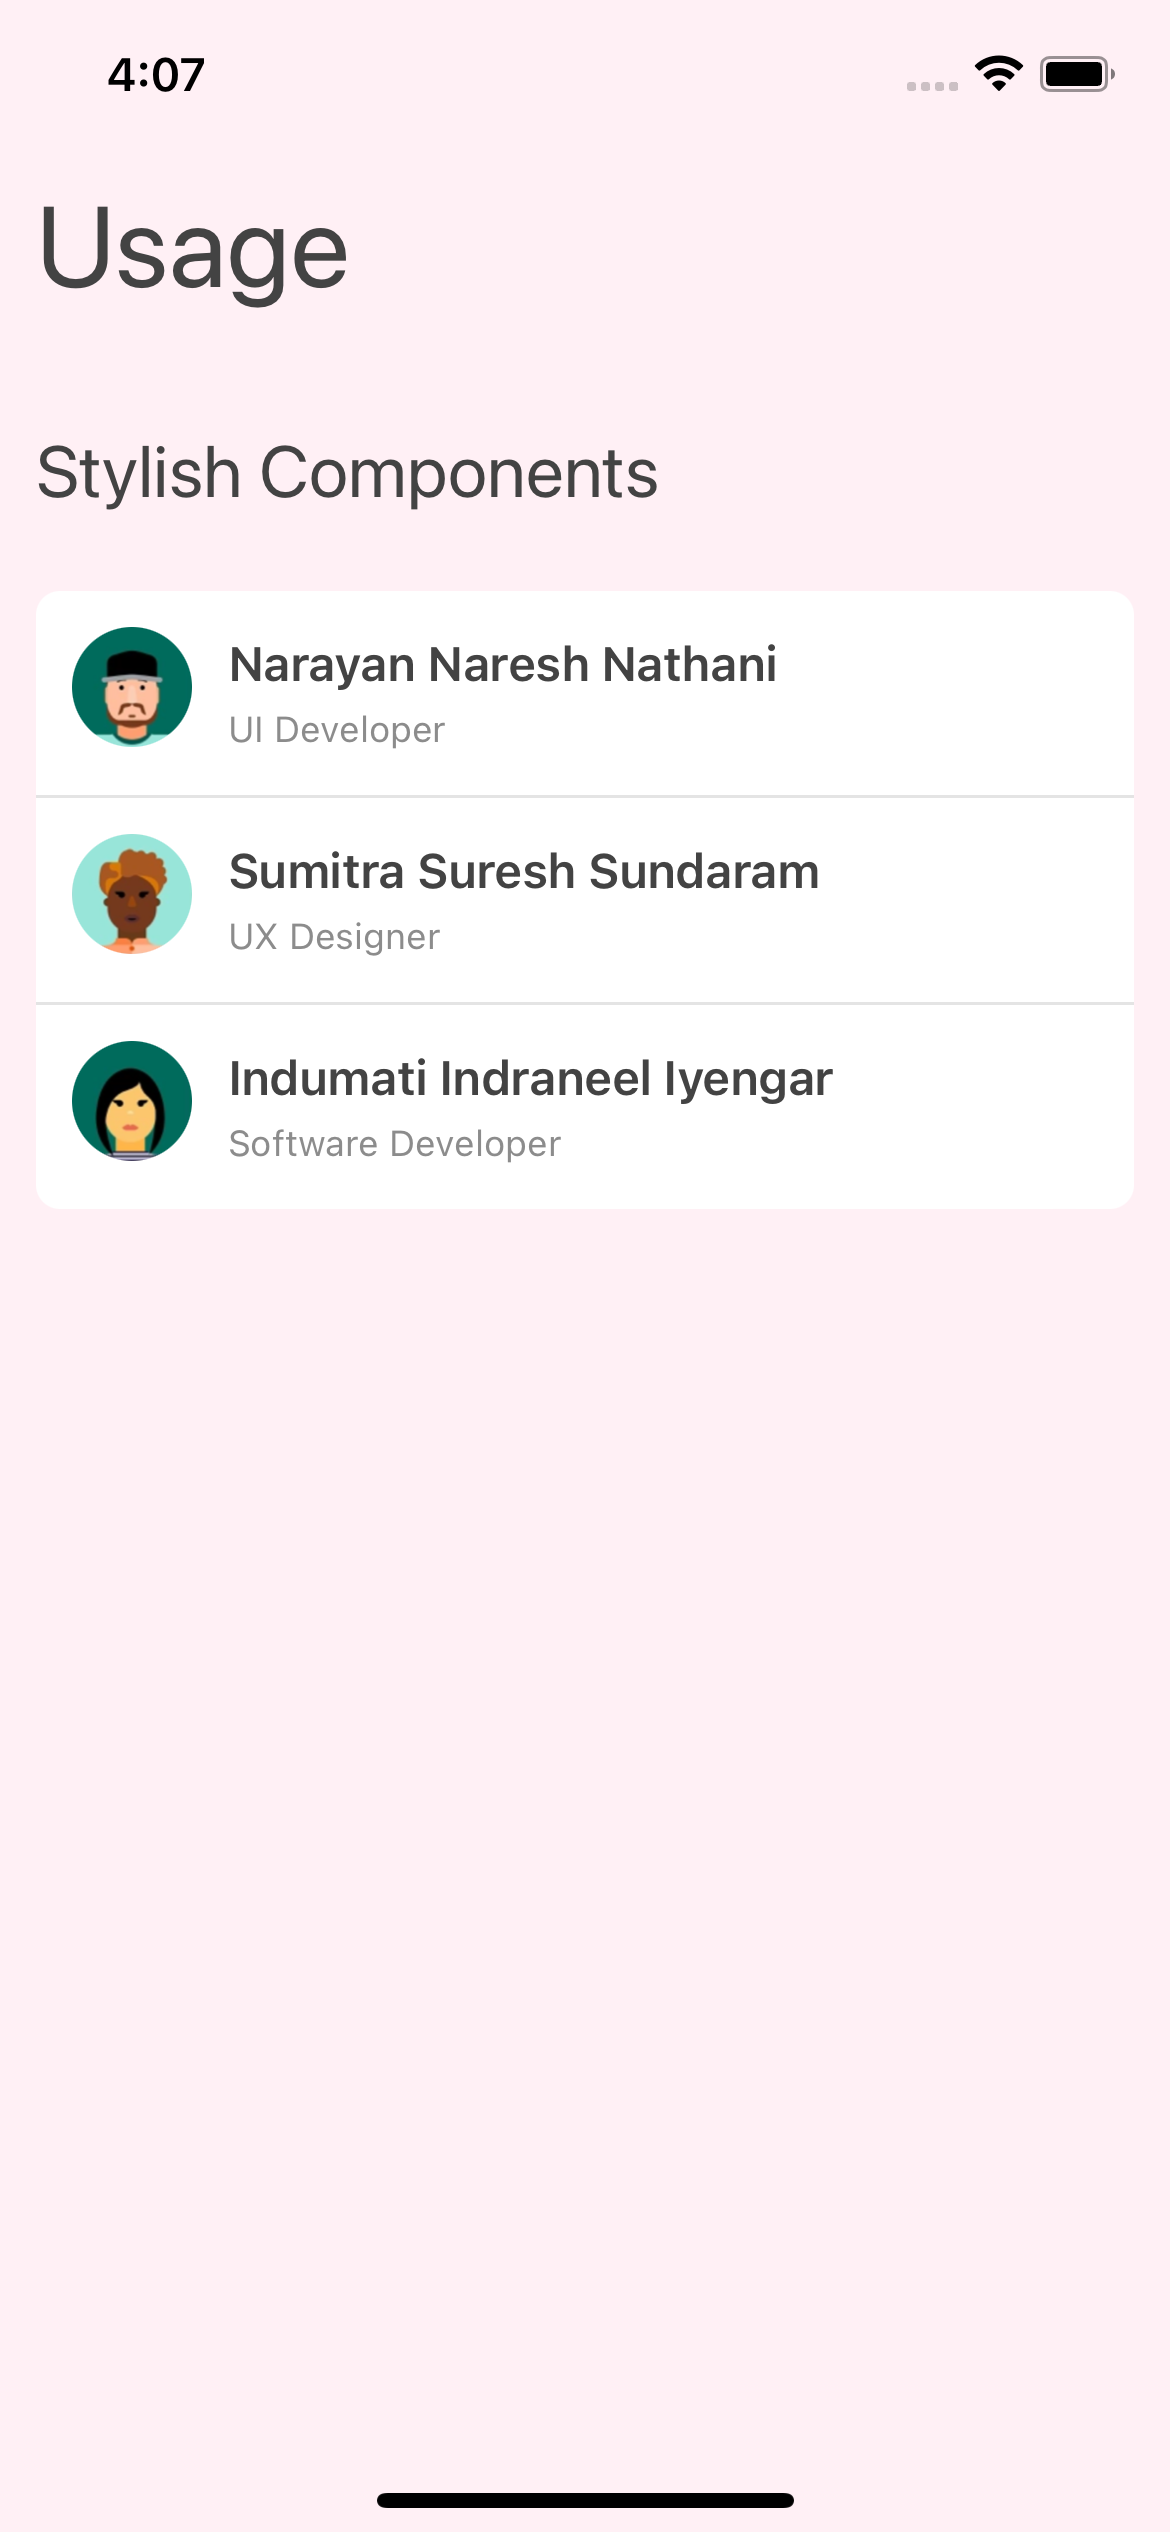 4:07
Usage
Stylish Components
Narayan Naresh Nathani
UI Developer
Sumitra Suresh Sundaram
UX Designer
Indumati Indraneel Iyengar
Software Developer